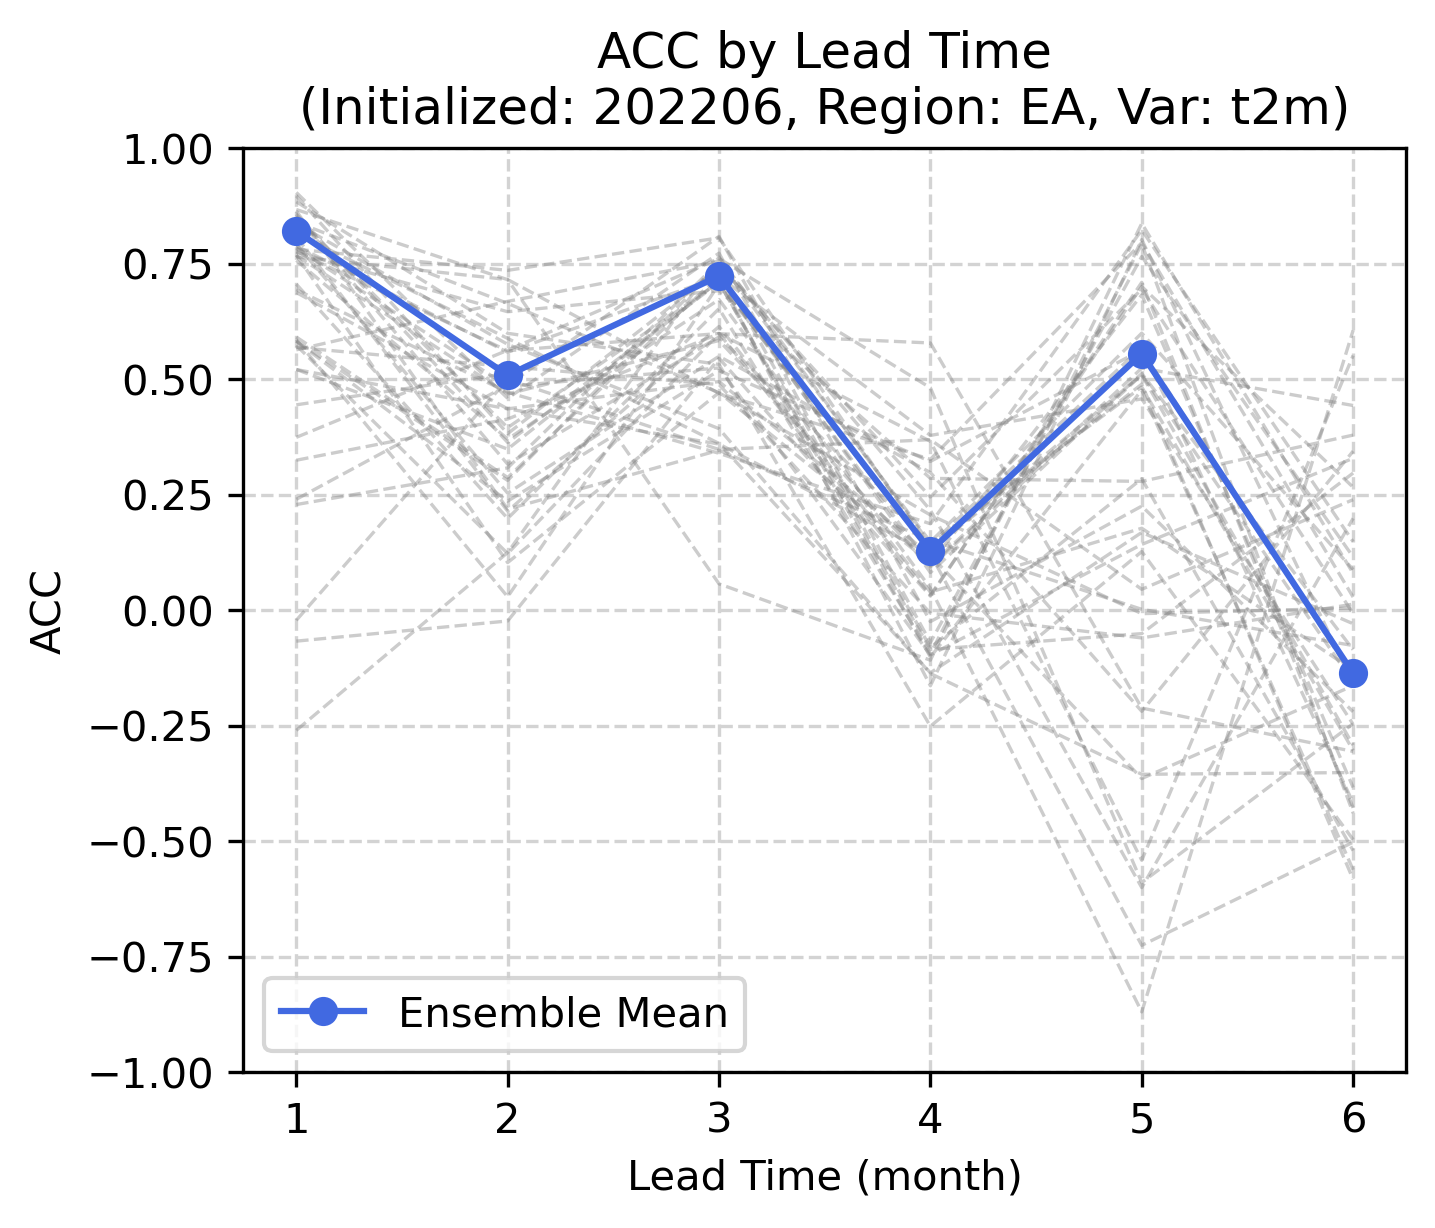 ACC by Lead Time
(Initialized: 202206, Region: EA, Var: t2m)
1.00
0.75
0.50
0.25
0.00
−0.25
−0.50
−0.75
−1.00
ACC
Ensemble Mean
1 2 3 4 5 6
Lead Time (month)